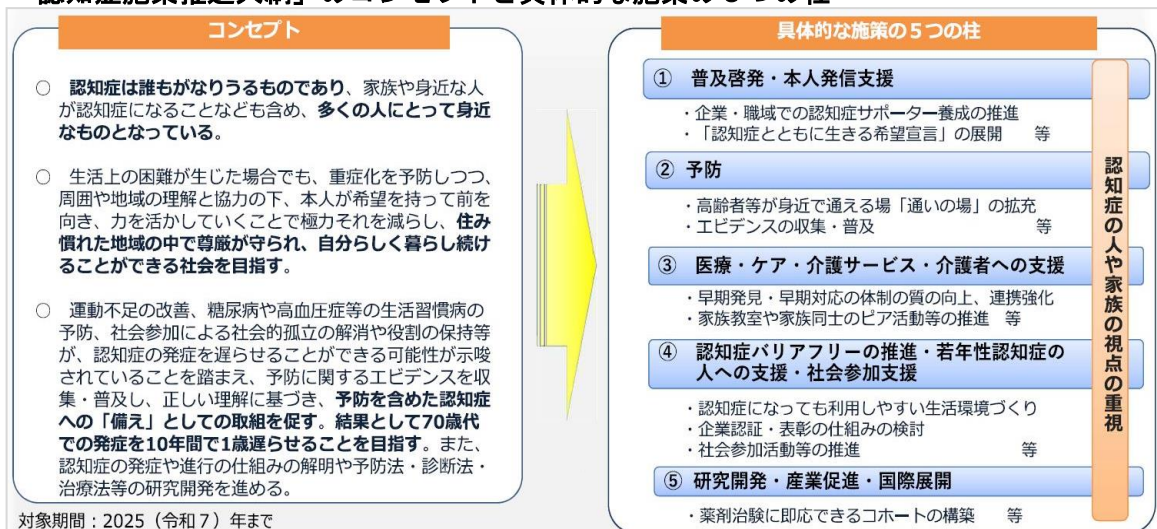 コンセプト
○ 認知症は誰もがなりうるものであり、家族や身近な人
が認知症になることなども含め、多くの人にとって身近
なものとなっている。
○ 生活上の困難が生じた場合でも、重症化を予防しつつ、
周囲や地域の理解と協力の下、本人が希望を持って前を
向き、力を活かしていくことで極力それを減らし、住み
慣れた地域の中で尊厳が守られ、自分らしく暮らし続け
ることができる社会を目指す。
○ 運動不足の改善、糖尿病や高血圧症等の生活習慣病の
予防、社会参加による社会的孤立の解消や役割の保持等
が、認知症の発症を遅らせることができる可能性が示唆
されていることを踏まえ、予防に関するエビデンスを収
集・普及し、正しい理解に基づき、予防を含めた認知症
への「備え」としての取組を促す。結果として70歳代
での発症を10年間で1歳遅らせることを目指す。また、
認知症の発症や進行の仕組みの解明や予防法・診断法・
治療法等の研究開発を進める。
対象期間：2025（令和７）年まで
具体的な施策の５つの柱
① 普及啓発・本人発信支援
・企業・職域での認知症サポーター養成の推進
・「認知症とともに生きる希望宣言」の展開 等
② 予防
・高齢者等が身近で通える場「通いの場」の拡充
・エビデンスの収集・普及 等
③ 医療・ケア・介護サービス・介護者への支援
・早期発見・早期対応の体制の質の向上、連携強化
・家族教室や家族同士のピア活動等の推進 等
④ 認知症バリアフリーの推進・若年性認知症の
人への支援・社会参加支援
・認知症になっても利用しやすい生活環境づくり
・企業認証・表彰の仕組みの検討
・社会参加活動等の推進 等
⑤ 研究開発・産業促進・国際展開
・薬剤治験に即応できるコホートの構築 等
認知症の人や家族の視点の重視